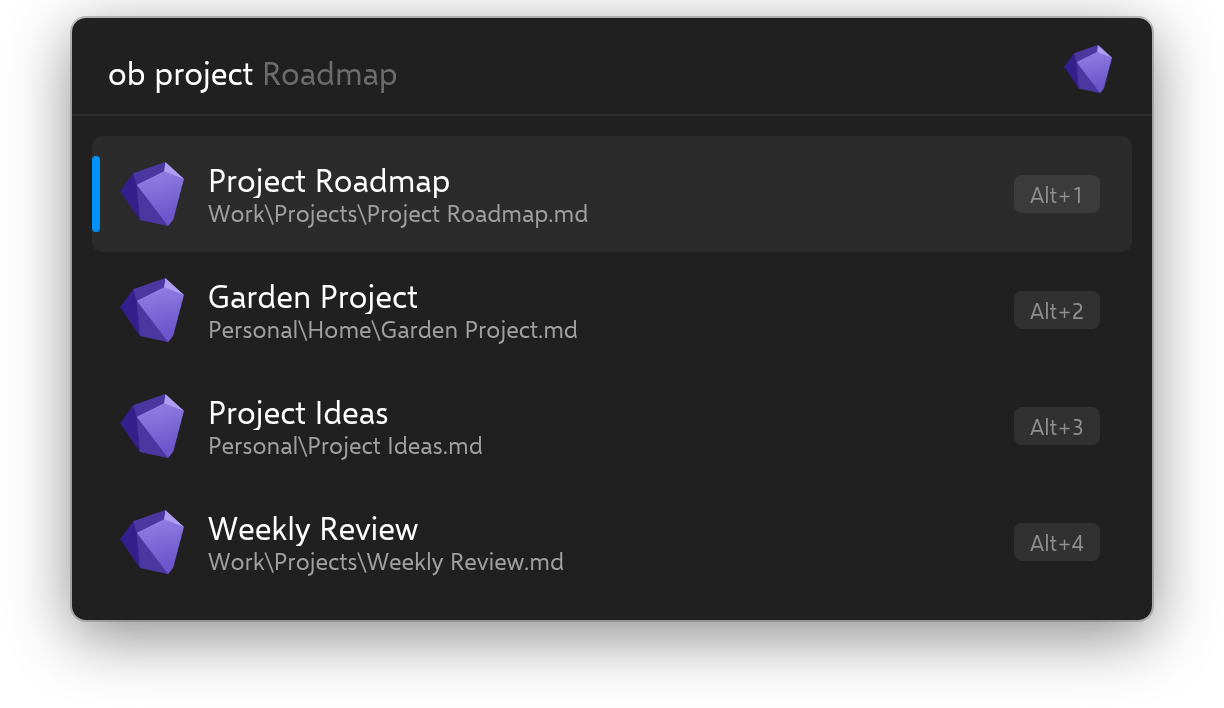 ob project Roadmap
Project Roadmap
Work\Projects\Project Roadmap.md
Alt+1
Garden Project
Personal\Home\Garden Project.md
Alt+2
Project Ideas
Personal\Project Ideas.md
Alt+3
Weekly Review
Work\Projects\Weekly Review.md
Alt+4